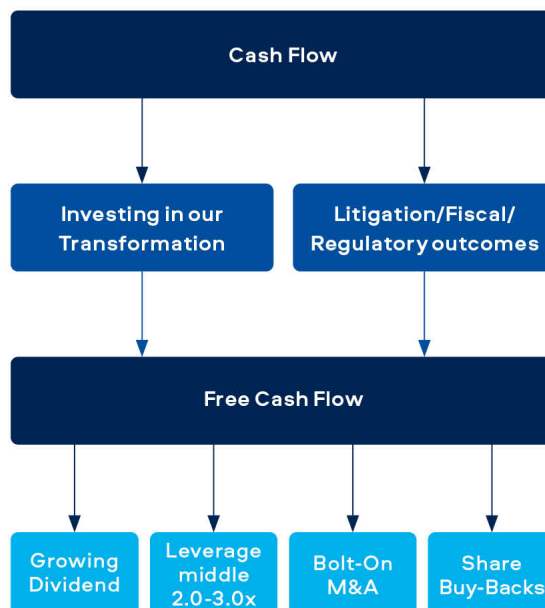 Cash Flow
Investing in our
Transformation
Litigation/Fiscal/
Regulatory outcomes
Free Cash Flow
Growing
Dividend
Leverage
middle
2.0-3.0x
Bolt-On
M&A
Share
Buy-Backs